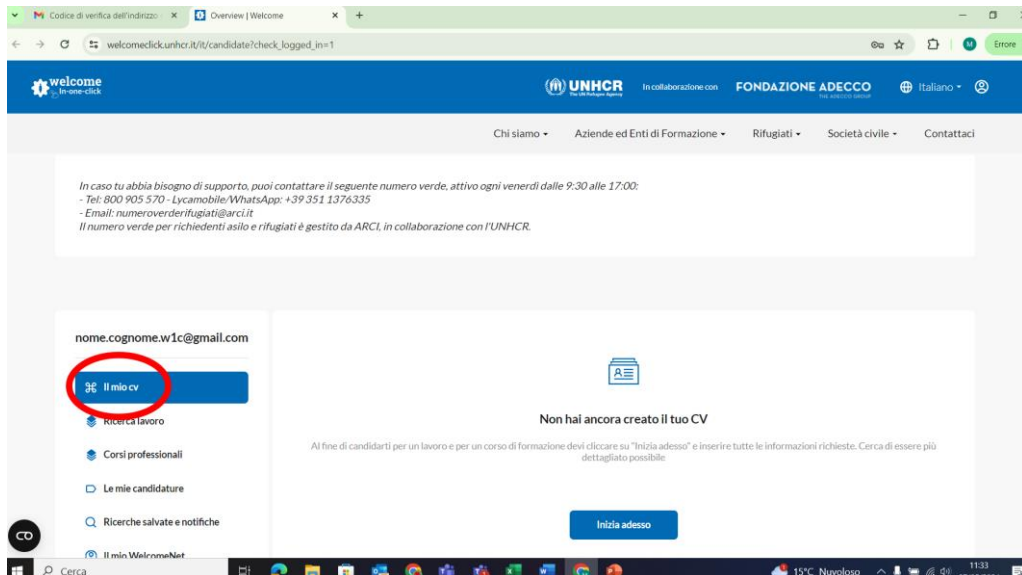 Codice di verifica dell'indirizzo
Overview | Welcome
welcomeclick.unhcr.it/it/candidate?check_logged_in=1
M
Errore
welcome
In-one-click
UNHCR
The UN Refugee Agency
In collaborazione con
FONDAZIONE ADECCO
THE ADECCO GROUP
Italiano
Chi siamo
Aziende ed Enti di Formazione
Rifugiati
Società civile
Contattaci
In caso tu abbia bisogno di supporto, puoi contattare il seguente numero verde, attivo ogni venerdì dalle 9:30 alle 17:00:
- Tel: 800 905 570 - Lycamobile/WhatsApp: +39 351 1376335
- Email: numeroverderifugiati@arci.it
Il numero verde per richiedenti asilo e rifugiati è gestito da ARCI, in collaborazione con l'UNHCR.
nome.cognome.w1c@gmail.com
Il mio cv
Ricerca lavoro
Corsi professionali
Le mie candidature
Ricerche salvate e notifiche
Il mio WelcomeNet
Non hai ancora creato il tuo CV
Al fine di candidarti per un lavoro e per un corso di formazione devi cliccare su "Inizia adesso" e inserire tutte le informazioni richieste. Cerca di essere più
dettagliato possibile
Inizia adesso
Cerca
15°C Nuvoloso
11:33